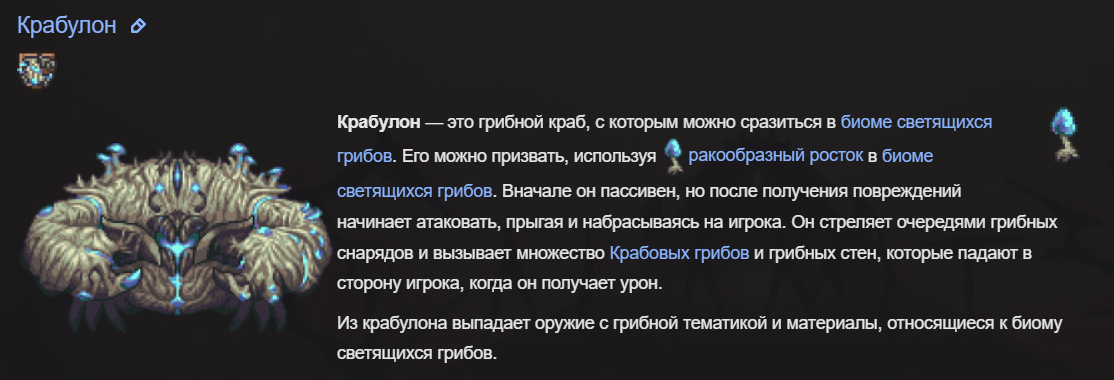 Крабулон
Крабулон — это грибной краб, с которым можно сразиться в биоме светящихся
грибов. Его можно призвать, используя ракообразный росток в биоме
светящихся грибов. Вначале он пассивен, но после получения повреждений
начинает атаковать, прыгая и набрасываясь на игрока. Он стреляет очередями грибных
снарядов и вызывает множество Крабовых грибов и грибных стен, которые падают в
сторону игрока, когда он получает урон.
Из крабулона выпадает оружие с грибной тематикой и материалы, относящиеся к биому
светящихся грибов.